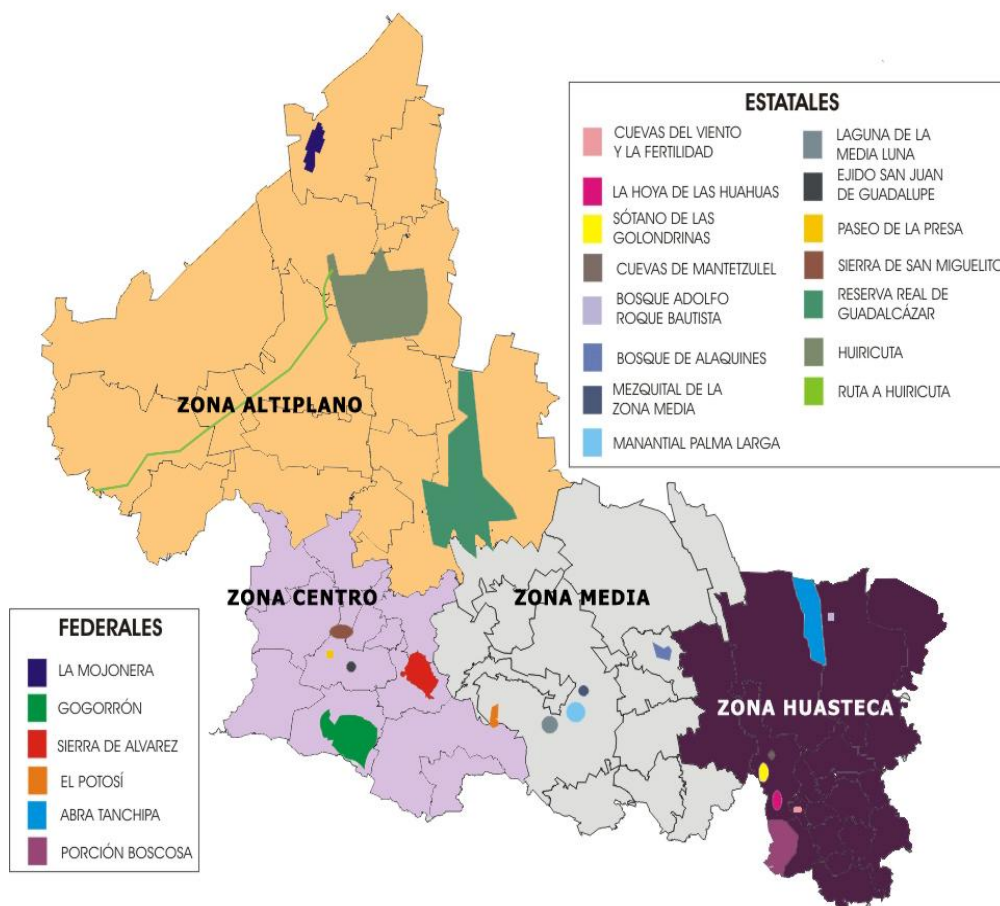 ESTATALES
CUEVAS DEL VIENTO
Y LA FERTILIDAD
LA HOYA DE LAS HUAHUAS
SÓTANO DE LAS
GOLONDRINAS
CUEVAS DE MANTETZULEL
BOSQUE ADOLFO
ROQUE BAUTISTA
BOSQUE DE ALAQUINES
MEZQUITAL DE LA
ZONA MEDIA
MANANTIAL PALMA LARGA
LAGUNA DE LA
MEDIA LUNA
EJIDO SAN JUAN
DE GUADALUPE
PASEO DE LA PRESA
SIERRA DE SAN MIGUELITO
RESERVA REAL DE
GUADALCÁZAR
HUIRICUTA
RUTA A HUIRICUTA
ZONA ALTIPLANO
ZONA CENTRO
ZONA MEDIA
ZONA HUASTECA
FEDERALES
LA MOJONERA
GOGORRÓN
SIERRA DE ALVAREZ
EL POTOSÍ
ABRA TANCHIPA
PORCIÓN BOSCOSA